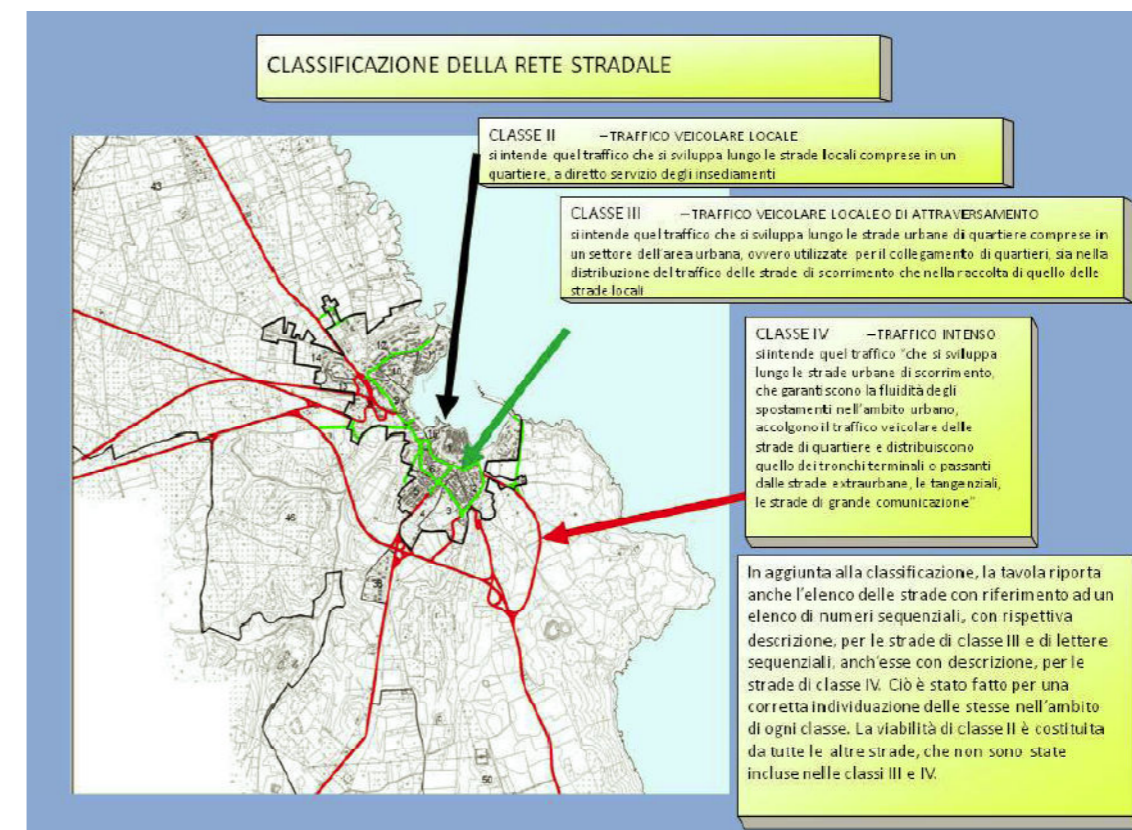 CLASSIFICAZIONE DELLA RETE STRADALE
CLASSE II – TRAFFICO VEICOLARE LOCALE
si intende quel traffico che si sviluppa lungo le strade locali comprese in un
quartiere, a diretto servizio degli insediamenti
CLASSE III – TRAFFICO VEICOLARE LOCALE O DI ATTRAVERSAMENTO
si intende quel traffico che si sviluppa lungo le strade urbane di quartiere comprese in
un settore dell'area urbana, ovvero utilizzate per il collegamento di quartieri, sia nella
distribuzione del traffico delle strade di scorrimento che nella raccolta di quello delle
strade locali
CLASSE IV – TRAFFICO INTENSO
si intende quel traffico "che si sviluppa
lungo le strade urbane di scorrimento,
che garantiscono la fluidità degli
spostamenti nell'ambito urbano,
accolgono il traffico veicolare delle
strade di quartiere e distribuiscono
quello dei tronchi terminali o passanti
dalle strade extraurbane, le tangenziali,
le strade di grande comunicazione"
In aggiunta alla classificazione, la tavola riporta
anche l'elenco delle strade con riferimento ad un
elenco di numeri sequenziali, con rispettiva
descrizione, per le strade di classe III e di lettere
sequenziali, anch'esse con descrizione, per le
strade di classe IV. Ciò è stato fatto per una
corretta individuazione delle stesse nell'ambito
di ogni classe. La viabilità di classe II è costituita
da tutte le altre strade, che non sono state
incluse nelle classi III e IV.
43
14
12
10
9
6
4
3
46
38
50